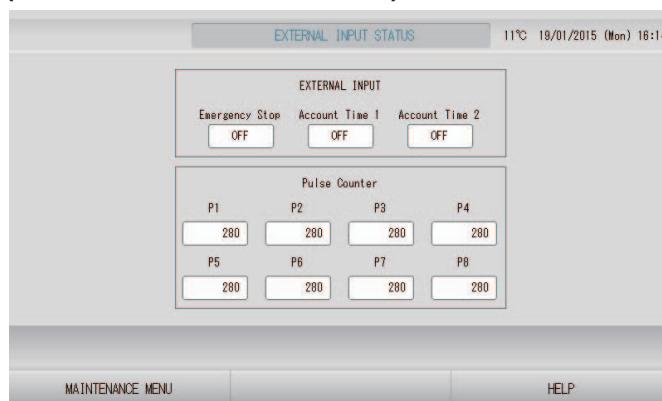 EXTERNAL INPUT STATUS 11℃ 19/01/2015 (Mon) 16:1
EXTERNAL INPUT
Emergency Stop Account Time 1 Account Time 2
OFF OFF OFF
Pulse Counter
P1 P2 P3 P4
280 280 280 280
P5 P6 P7 P8
280 280 280 280
MAINTENANCE MENU HELP